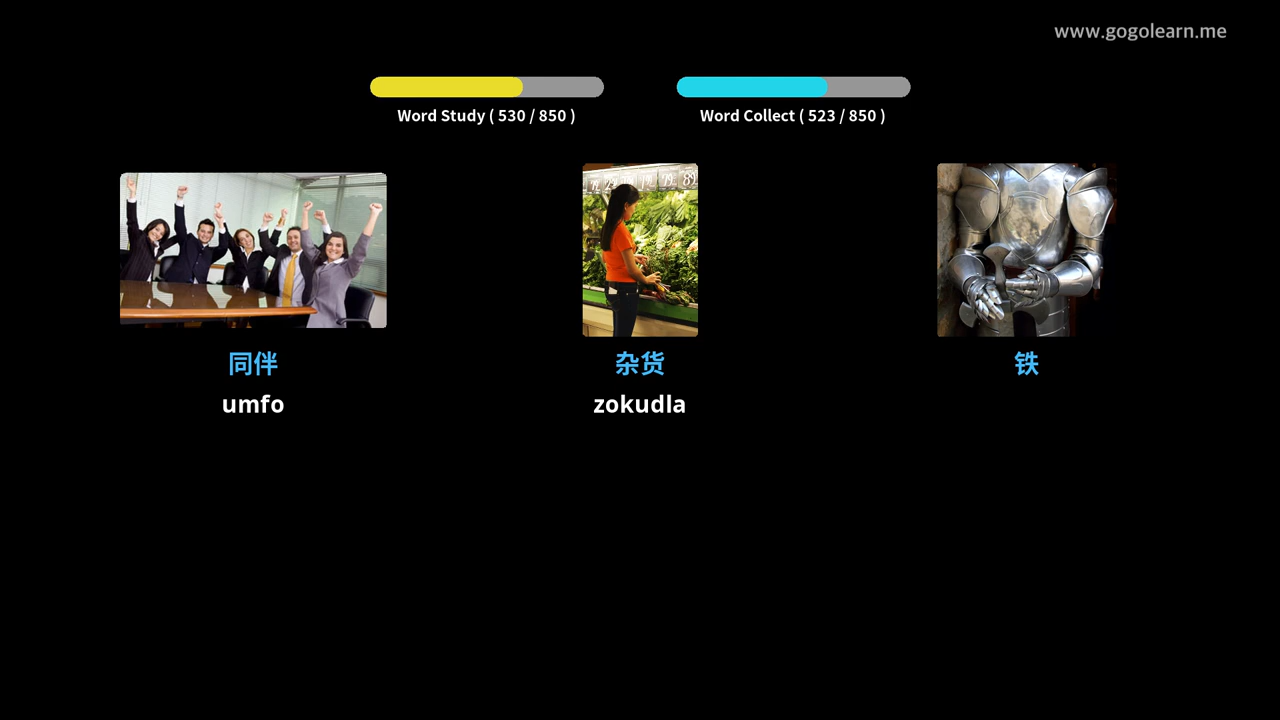 www.gogolearn.me
Word Study ( 530 / 850 )
Word Collect ( 523 / 850 )
同伴
umfo
杂货
zokudla
铁